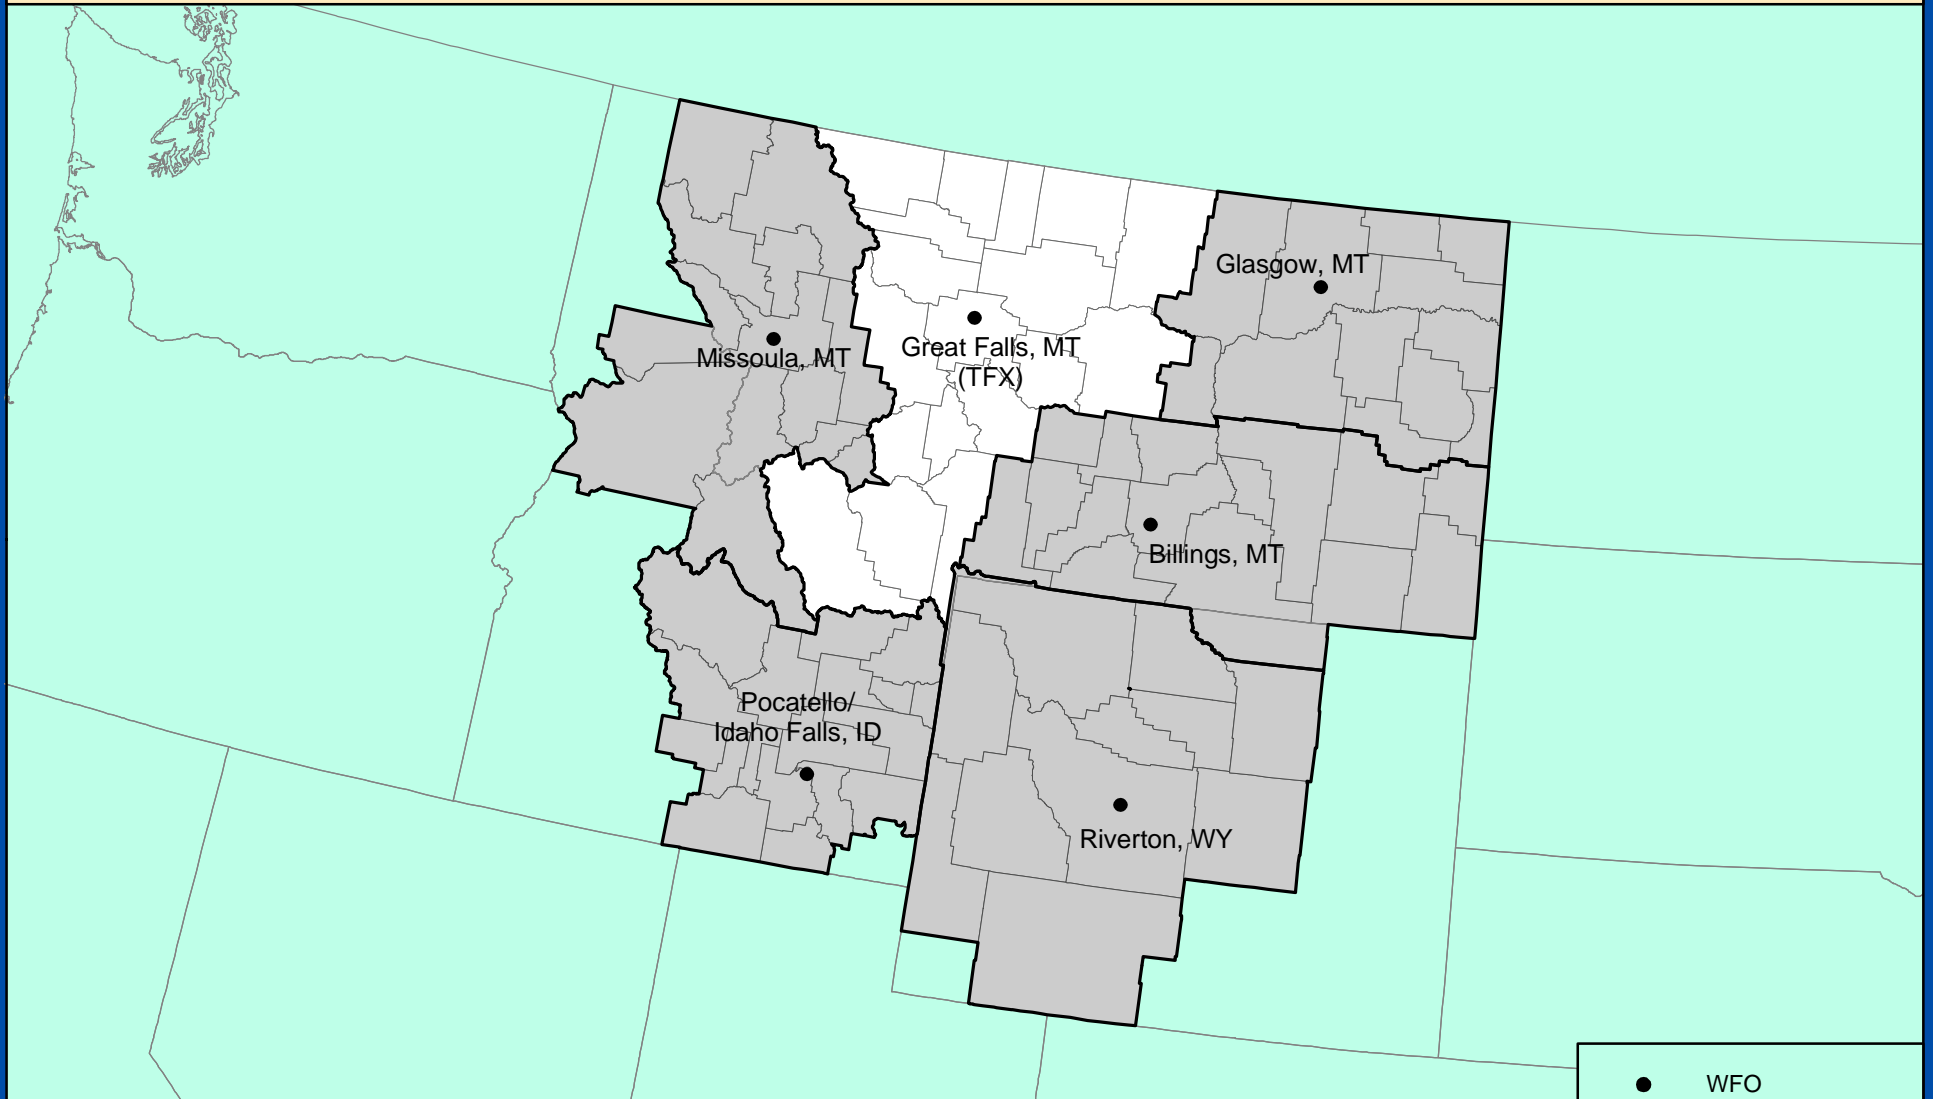 Glasgow, MT
Missoula, MT
Great Falls, MT
(TFX)
Billings, MT
Pocatello/
Idaho Falls, ID
Riverton, WY
WFO